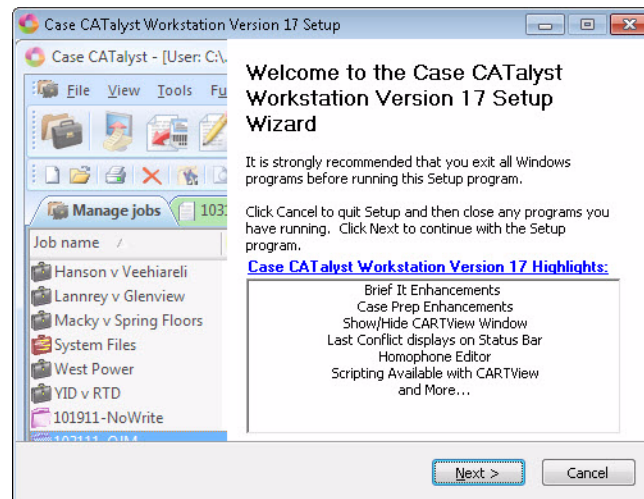 Case CATalyst Workstation Version 17 Setup
Case CATalyst - [User: C:\
File View Tools Fu
Manage jobs
Job name
Hanson v Veehiareli
Lannrey v Glenview
Macky v Spring Floors
System Files
West Power
YID v RTD
101911-NoWrite
Welcome to the Case CATalyst
Workstation Version 17 Setup
Wizard
It is strongly recommended that you exit all Windows
programs before running this Setup program.
Click Cancel to quit Setup and then close any programs you
have running. Click Next to continue with the Setup
program.
Case CATalyst Workstation Version 17 Highlights:
Brief It Enhancements
Case Prep Enhancements
Show/Hide CARTView Window
Last Conflict displays on Status Bar
Homophone Editor
Scripting Available with CARTView
and More...
Next > Cancel